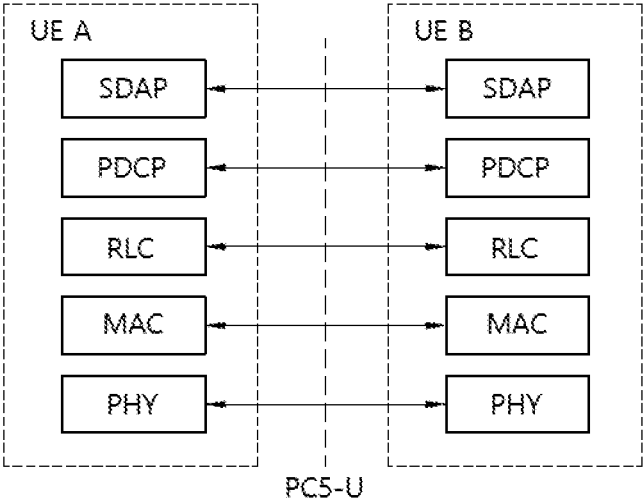 UE A
UE B
SDAP
SDAP
PDCP
PDCP
RLC
RLC
MAC
MAC
PHY
PHY
PC5-U